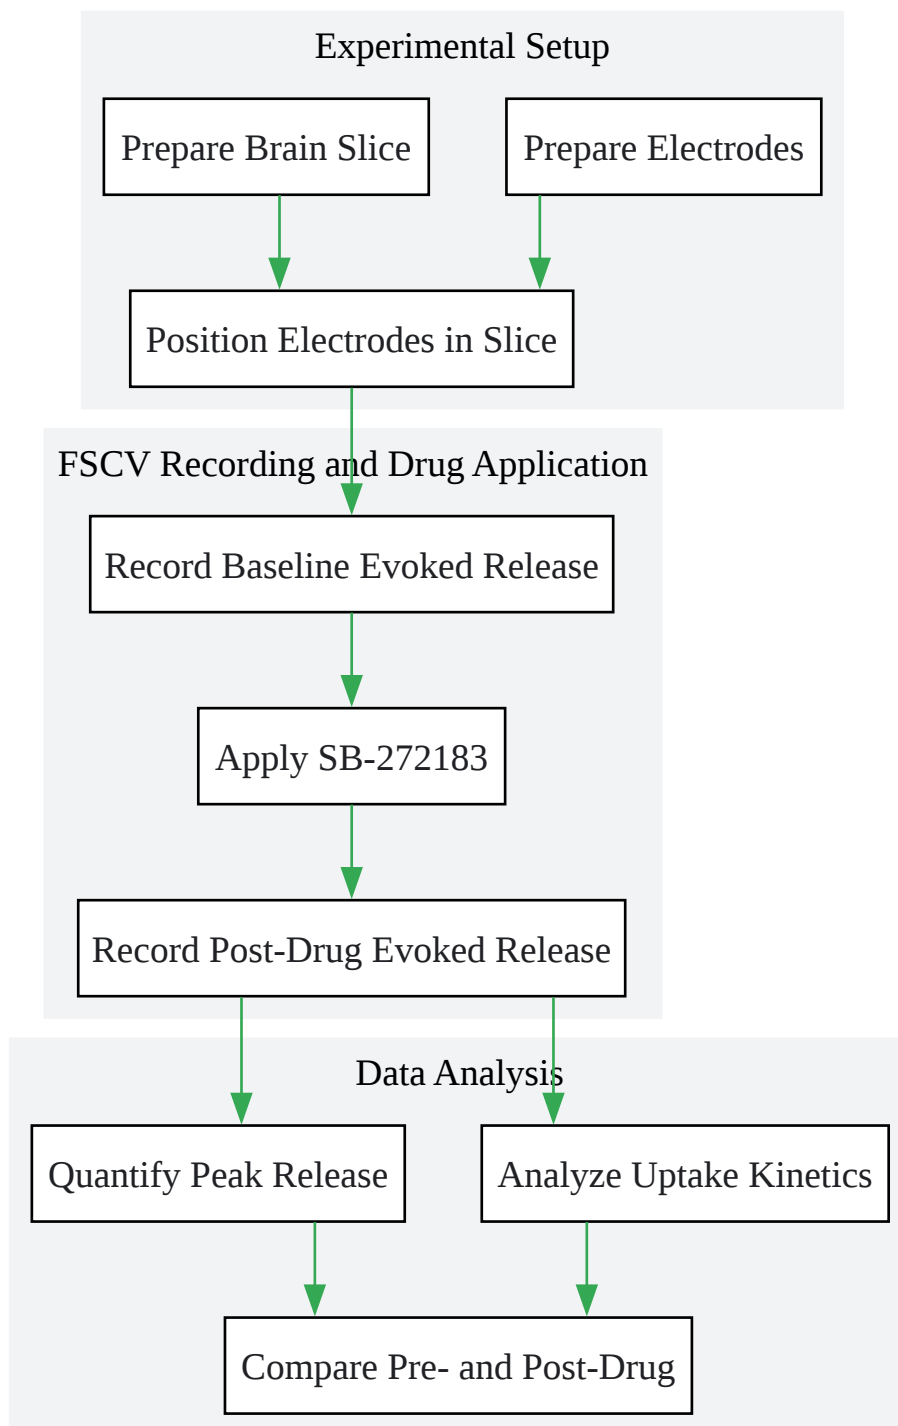 Experimental Setup
Prepare Brain Slice
Prepare Electrodes
Position Electrodes in Slice
FSCV Recording and Drug Application
Record Baseline Evoked Release
Apply SB-272183
Record Post-Drug Evoked Release
Data Analysis
Quantify Peak Release
Analyze Uptake Kinetics
Compare Pre- and Post-Drug